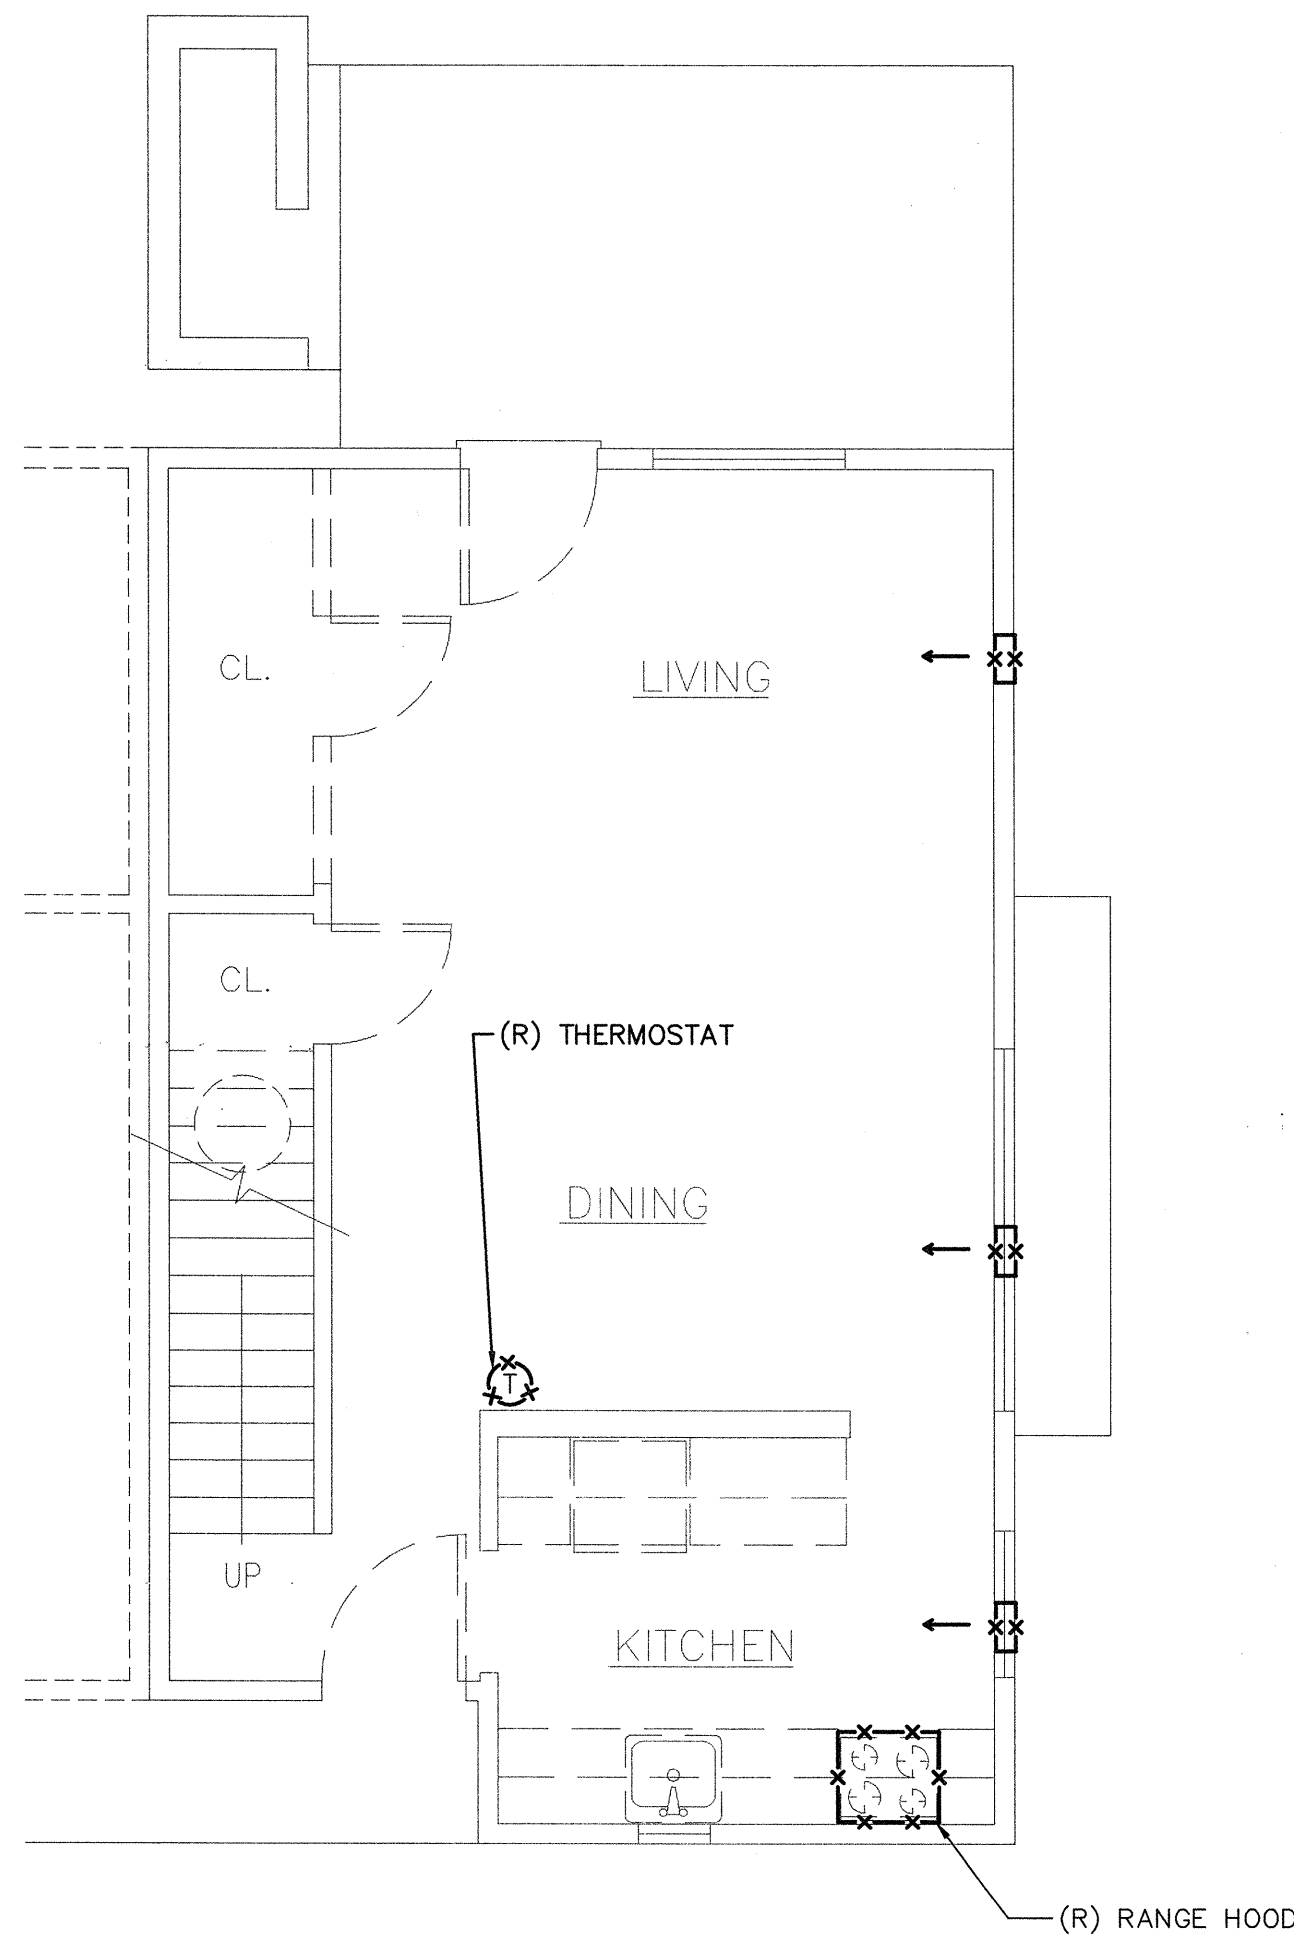 CL.
LIVING
CL.
(R) THERMOSTAT
DINING
T
UP
KITCHEN
(R) RANGE HOOD